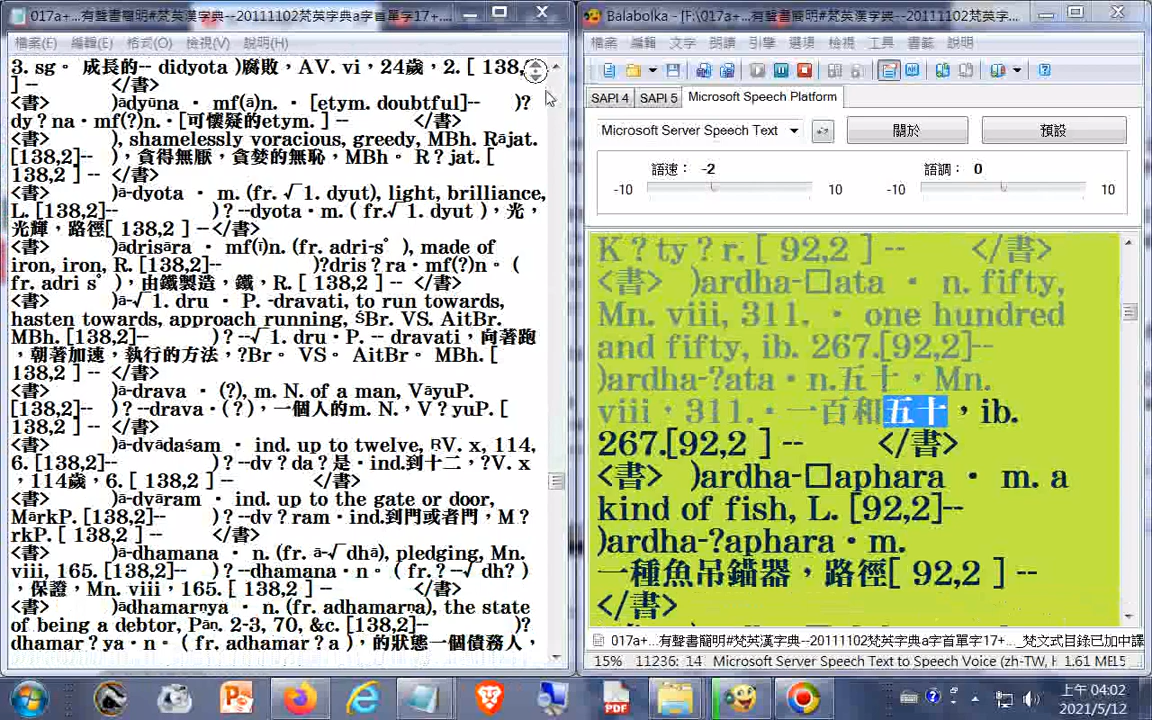 017a+...有聲書簡明#梵英漢字典--20111102梵英字典a字首單字17+...
檔案(F) 編輯(E) 格式(O) 檢視(V) 說明(H)
3. sg。 成長的-- didyota )腐敗，AV. vi，24歲，2. [ 138,
] -- </書>
<書> )ādyūna · mf(ā)n. · [etym. doubtful]-- )?
dy?na·mf(?)n.·[可懷疑的etym. ] -- </書>
<書> ), shamelessly voracious, greedy, MBh. Rājat.
[138,2]-- )，貪得無厭，貪婪的無恥，MBh。 R？jat. [
138,2 ] -- </書>
<書> )ā-dyota · m. (fr. √1. dyut), light, brilliance,
L. [138,2]-- )? --dyota·m. ( fr.√1. dyut )，光，
光輝，路徑[ 138,2 ] --</書>
<書> )ādrisāra · mf(ī)n. (fr. adri-s°), made of
iron, iron, R. [138,2]-- )?dris?ra·mf(?)n。(
fr. adri s°)，由鐵製造，鐵，R. [ 138,2 ] -- </書>
<書> )ā-√1. dru · P. -dravati, to run towards,
hasten towards, approach running, ŚBr. VS. AitBr.
MBh. [138,2]-- )? --√1. dru·P. -- dravati，向著跑
，朝著加速，執行的方法，?Br。 VS。 AitBr。 MBh. [
138,2 ] -- </書>
<書> )ā-drava · (?), m. N. of a man, VāyuP.
[138,2]-- )? --drava·(?)，一個人的m. N.，V？yuP. [
138,2 ] -- </書>
<書> )ā-dvādaśam · ind. up to twelve, RV. x, 114,
6. [138,2]-- )? --dv？da？是·ind.到十二，?V. x
，114歲，6. [ 138,2 ] -- </書>
<書> )ā-dvāram · ind. up to the gate or door,
MārkP. [138,2]-- )? --dv？ram·ind.到門或者門，M？
rkP. [ 138,2 ] -- </書>
<書> )ā-dhamana · n. (fr. ā-√dhā), pledging, Mn.
viii, 165. [138,2]-- )? --dhamana·n。( fr.？--√ dh? )
，保證，Mn. viii，165. [ 138,2 ] -- </書>
<書> )ādhamarṇya · n. (fr. adhamarṇa), the state
of being a debtor, Pāṇ. 2-3, 70, &c. [138,2]-- )?
dhamar？ya·n。( fr. adhamar？a )，的狀態一個債務人，
Balabolka - [F:\017a+...有聲書簡明#梵英漢字典--20111102梵英字...
檔案 編輯 文字 朗讀 引擎 選項 檢視 工具 書籤 說明
SAPI 4 SAPI 5 Microsoft Speech Platform
Microsoft Server Speech Text 關於 預設
語速： -2 語調： 0
-10 10 -10 10
K ? ty ? r. [ 92,2 ] -- </書>
<書> )ardha-□ata · n. fifty,
Mn. viii, 311. · one hundred
and fifty, ib. 267.[92,2]--
)ardha-?ata·n.五十，Mn.
viii，311.·一百和五十，ib.
267.[92,2 ] -- </書>
<書> )ardha-□aphara · m. a
kind of fish, L. [92,2]--
)ardha-?aphara·m.
一種魚吊錨器，路徑[ 92,2 ] --
</書>
017a+...有聲書簡明#梵英漢字典--20111102梵英字典a字首單字17+..._梵文式目錄已加中譯
15% 11236: 14 Microsoft Server Speech Text to Speech Voice (zh-TW, H 1.61 МБ
上午 04:02
2021/5/12